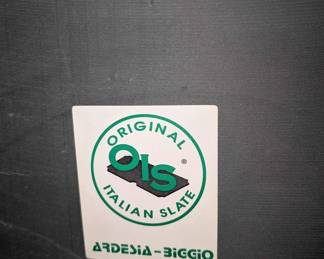 ORIGINAL
OIS®
ITALIAN SLATE
ARDESIA-BIGGIO